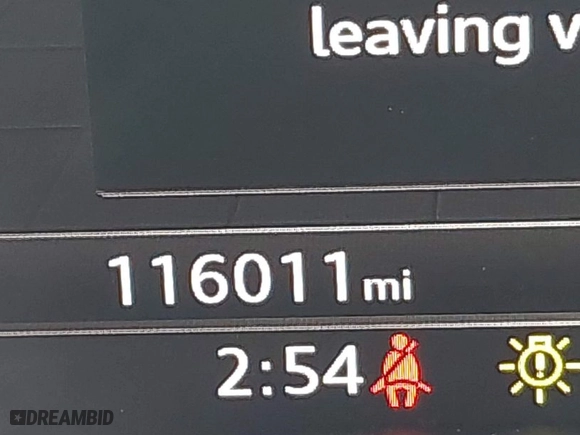 leaving
116011 mi
2:54
DREAMBID